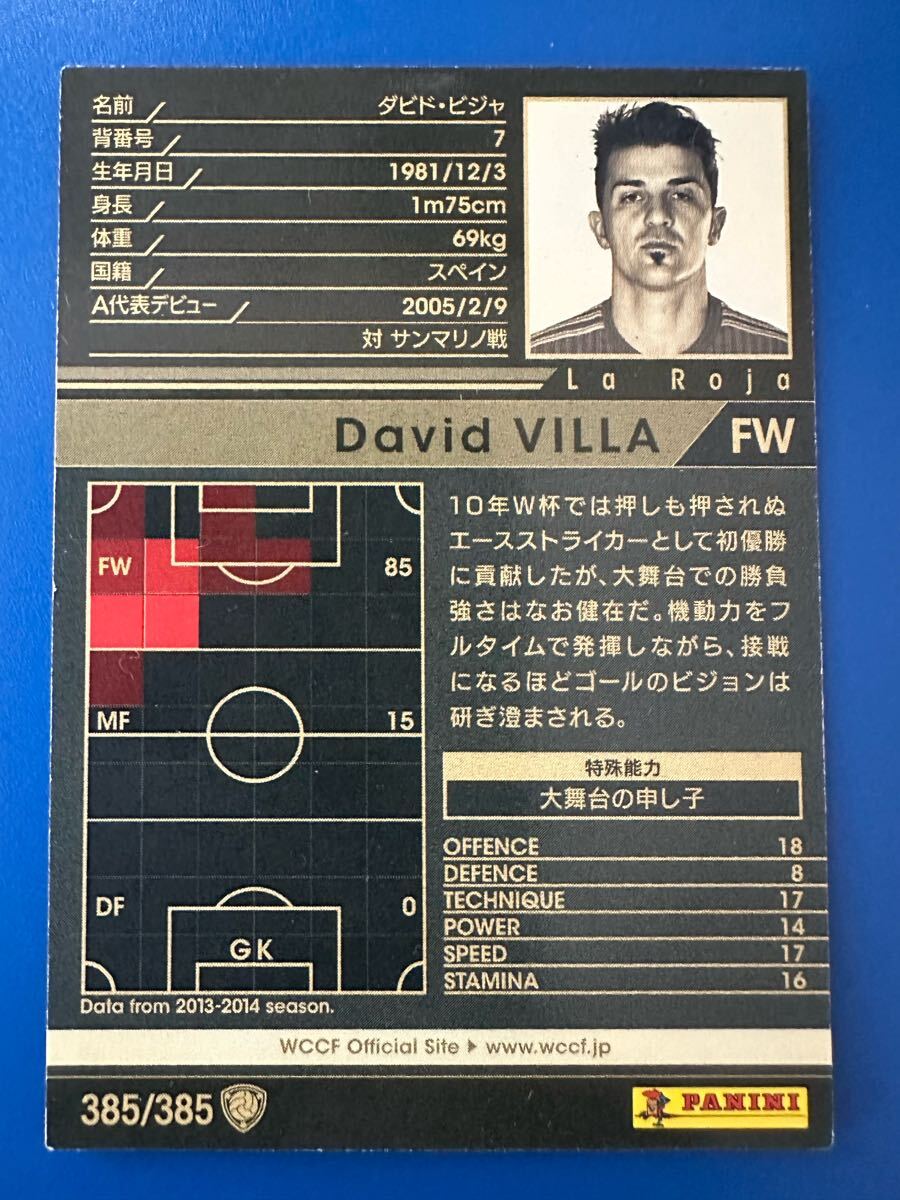 名前 ダビド・ビジャ
背番号 7
生年月日 1981/12/3
身長 1m75cm
体重 69kg
国籍 スペイン
A代表デビュー 2005/2/9
対 サンマリノ戦
La Roja
David VILLA FW
FW 85
MF 15
DF 0
GK
Data from 2013-2014 season.
10年W杯では押しも押されぬ
エースストライカーとして初優勝
に貢献したが、大舞台での勝負
強さはなお健在だ。機動力をフ
ルタイムで発揮しながら、接戦
になるほどゴールのビジョンは
研ぎ澄まされる。
特殊能力
大舞台の申し子
OFFENCE 18
DEFENCE 8
TECHNIQUE 17
POWER 14
SPEED 17
STAMINA 16
WCCF Official Site ▶ www.wccf.jp
385/385
PANINI